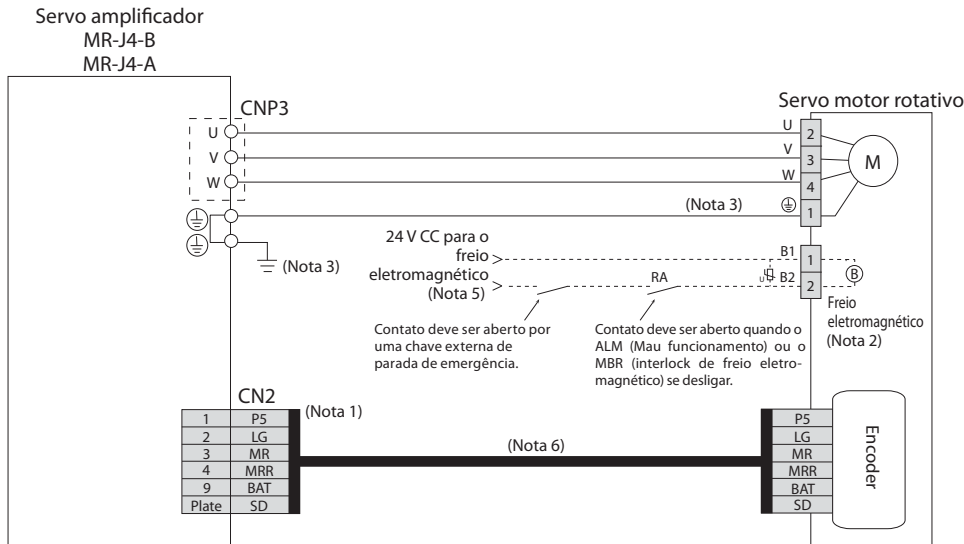 Servo amplificador
MR-J4-B
MR-J4-A
CNP3
Servo motor rotativo
U
U
2
V
V
3
M
W
W
4
(Nota 3)
1
(Nota 3)
24 V CC para o
freio
eletromagnético
(Nota 5)
B1
1
B
RA
U
B2
2
Freio
eletromagnético
(Nota 2)
Contato deve ser aberto por
uma chave externa de
parada de emergência.
Contato deve ser aberto quando o
ALM (Mau funcionamento) ou o
MBR (interlock de freio eletro-
magnético) se desligar.
CN2
(Nota 1)
1 P5
2 LG
3 MR
4 MRR
9 BAT
Plate SD
(Nota 6)
P5
LG
MR
MRR
BAT
SD
Encoder